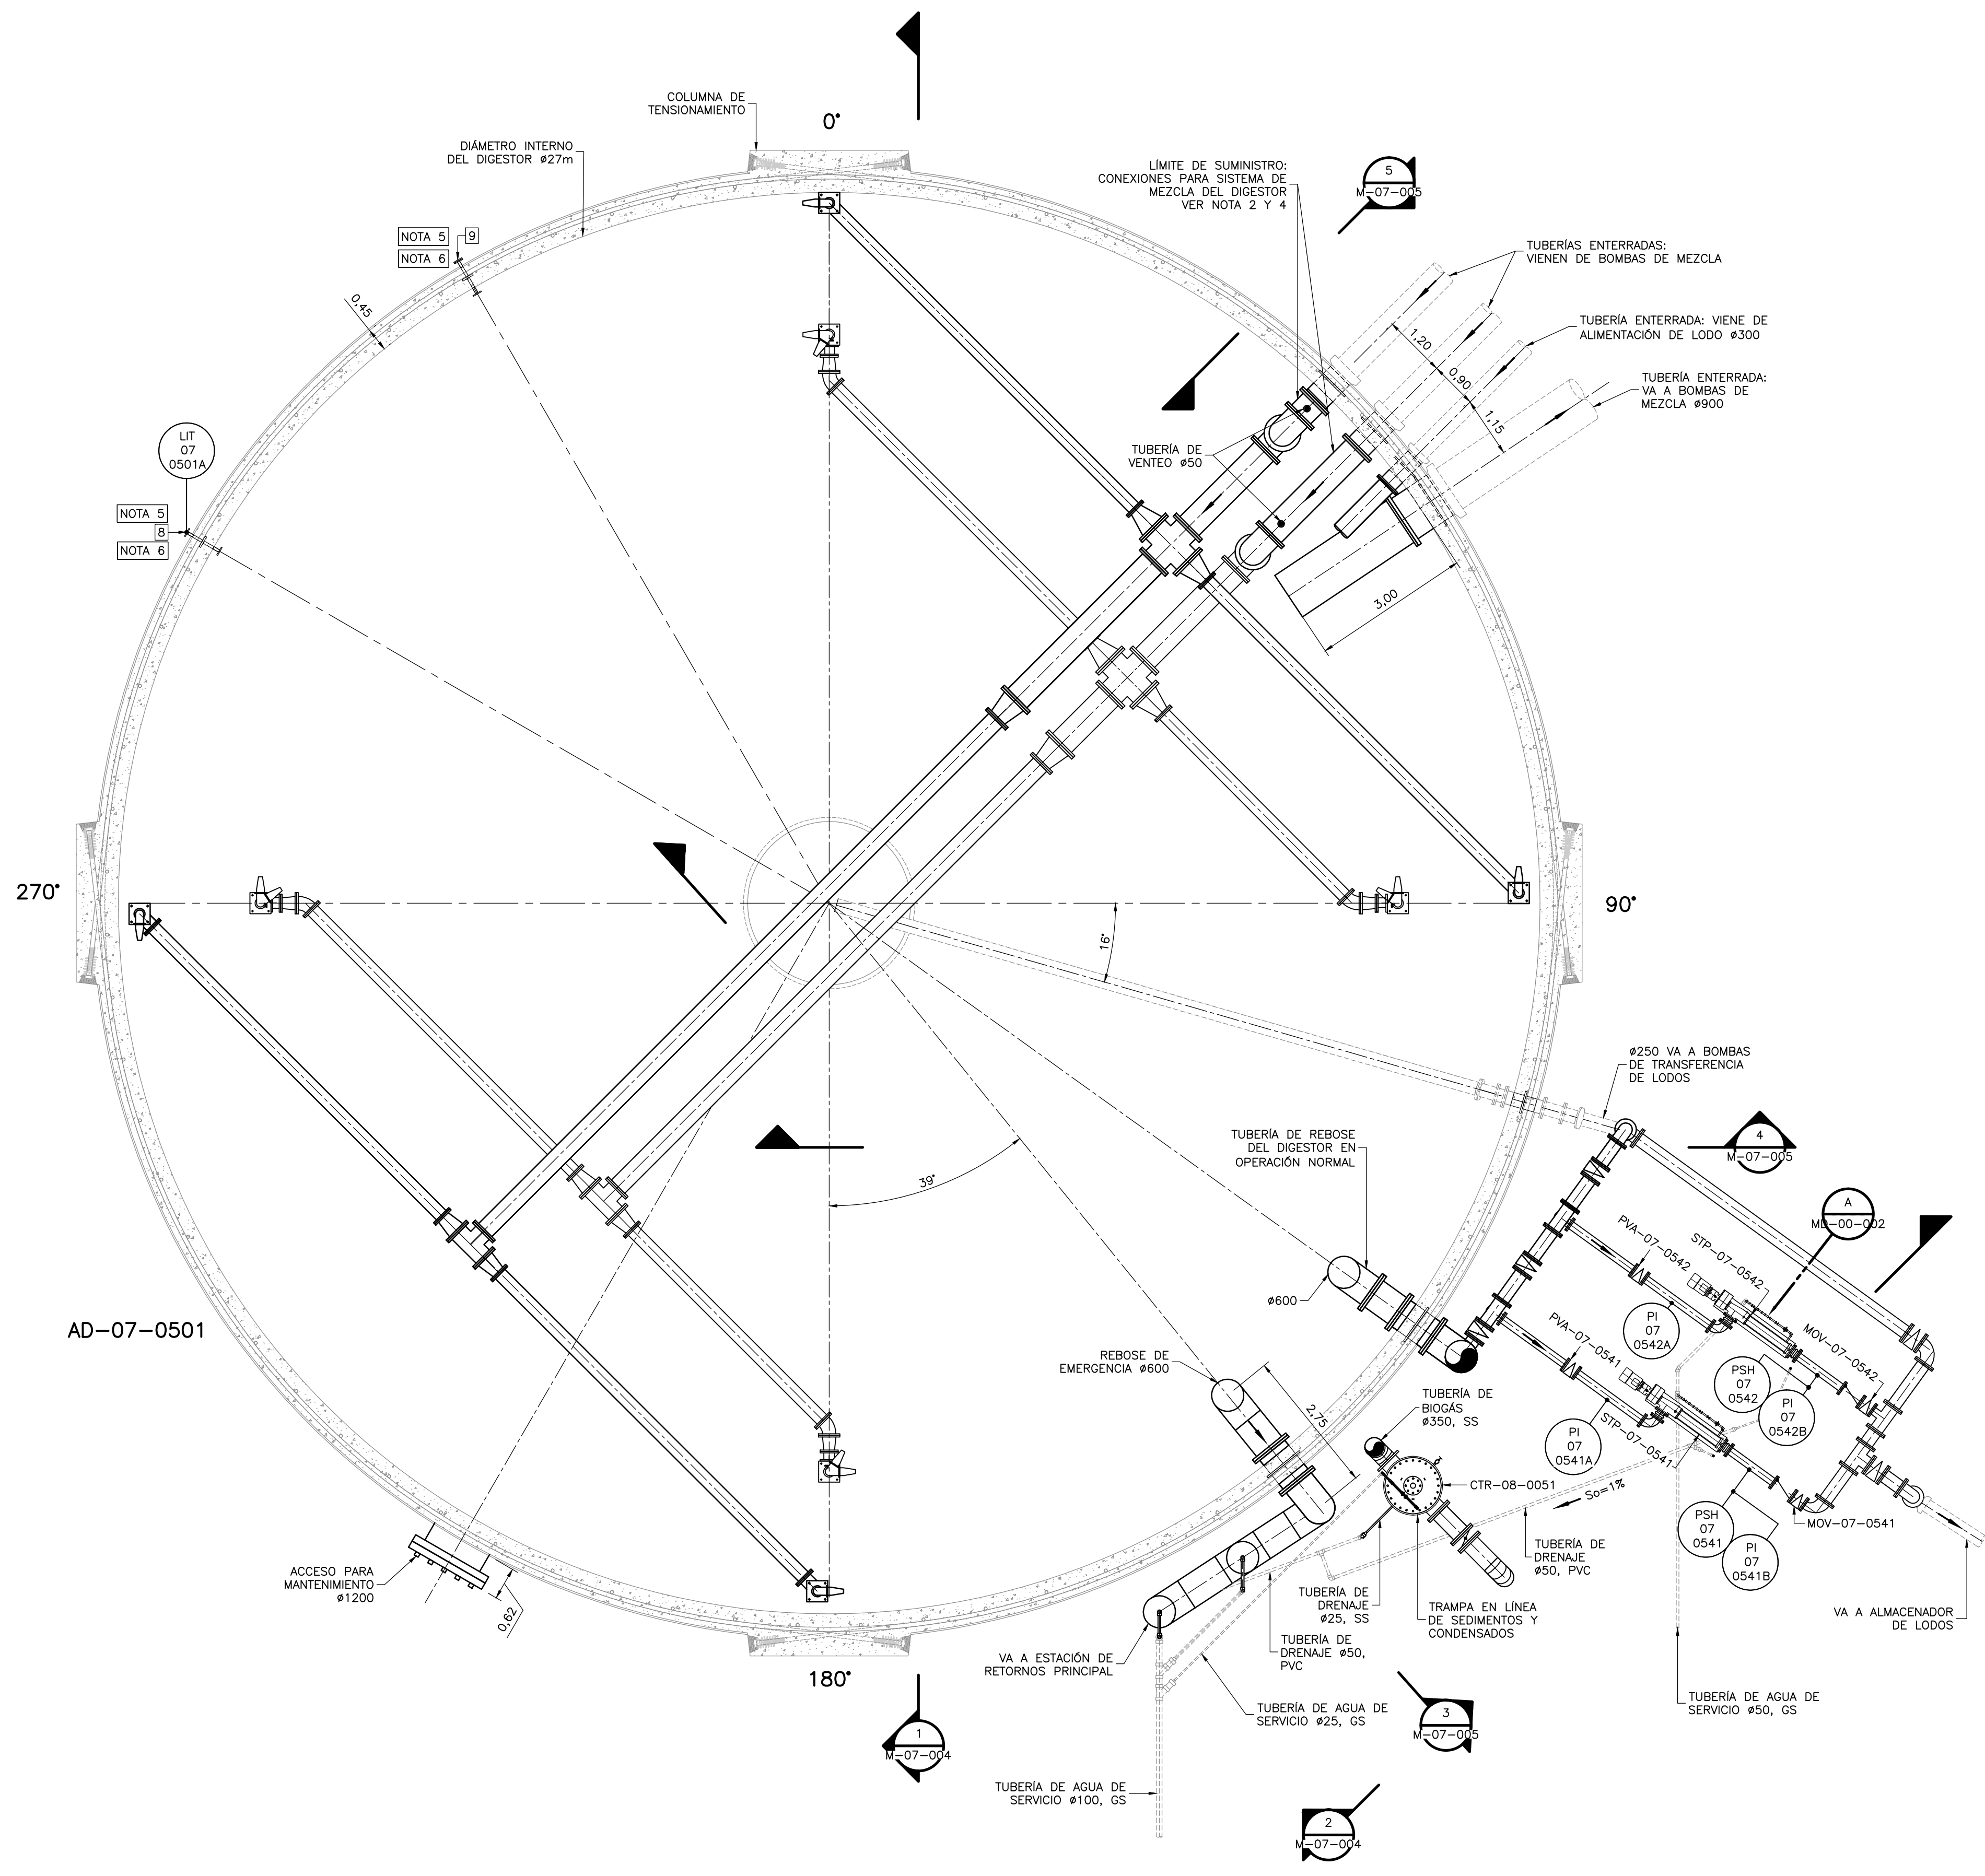 COLUMNA DE
TENSIONAMIENTO
0°
DIÁMETRO INTERNO
DEL DIGESTOR ø27m
LÍMITE DE SUMINISTRO:
CONEXIONES PARA SISTEMA DE
MEZCLA DEL DIGESTOR
VER NOTA 2 Y 4
5
M-07-005
NOTA 5
9
NOTA 6
TUBERÍAS ENTERRADAS:
VIENEN DE BOMBAS DE MEZCLA
0,45
TUBERÍA ENTERRADA: VIENE DE
ALIMENTACIÓN DE LODO ø300
1,20
0,90
1,15
TUBERÍA ENTERRADA:
VA A BOMBAS DE
MEZCLA ø900
LIT
07
0501A
TUBERÍA DE
VENTEO ø50
NOTA 5
8
NOTA 6
3,00
270°
90°
16°
ø250 VA A BOMBAS
DE TRANSFERENCIA
DE LODOS
TUBERÍA DE REBOSE
DEL DIGESTOR EN
OPERACIÓN NORMAL
4
M-07-005
39°
A
MD-00-002
PVA-07-0542
STP-07-0542
ø600
AD-07-0501
PI
07
0542A
MOV-07-0542
PVA-07-0541
REBOSE DE
EMERGENCIA ø600
PSH
07
0542
PI
07
0542B
TUBERÍA DE
BIOGÁS
ø350, SS
2,75
STP-07-0541
PI
07
0541A
CTR-08-0051
So=1%
PSH
07
0541
MOV-07-0541
PI
07
0541B
TUBERÍA DE
DRENAJE
ø50, PVC
ACCESO PARA
MANTENIMIENTO
ø1200
0,62
TUBERÍA DE
DRENAJE
ø25, SS
TRAMPA EN LÍNEA
DE SEDIMENTOS Y
CONDENSADOS
VA A ALMACENADOR
DE LODOS
TUBERÍA DE
DRENAJE ø50,
PVC
VA A ESTACIÓN DE
RETORNOS PRINCIPAL
180°
TUBERÍA DE AGUA DE
SERVICIO ø25, GS
TUBERÍA DE AGUA DE
SERVICIO ø50, GS
3
M-07-005
1
M-07-004
TUBERÍA DE AGUA DE
SERVICIO ø100, GS
2
M-07-004